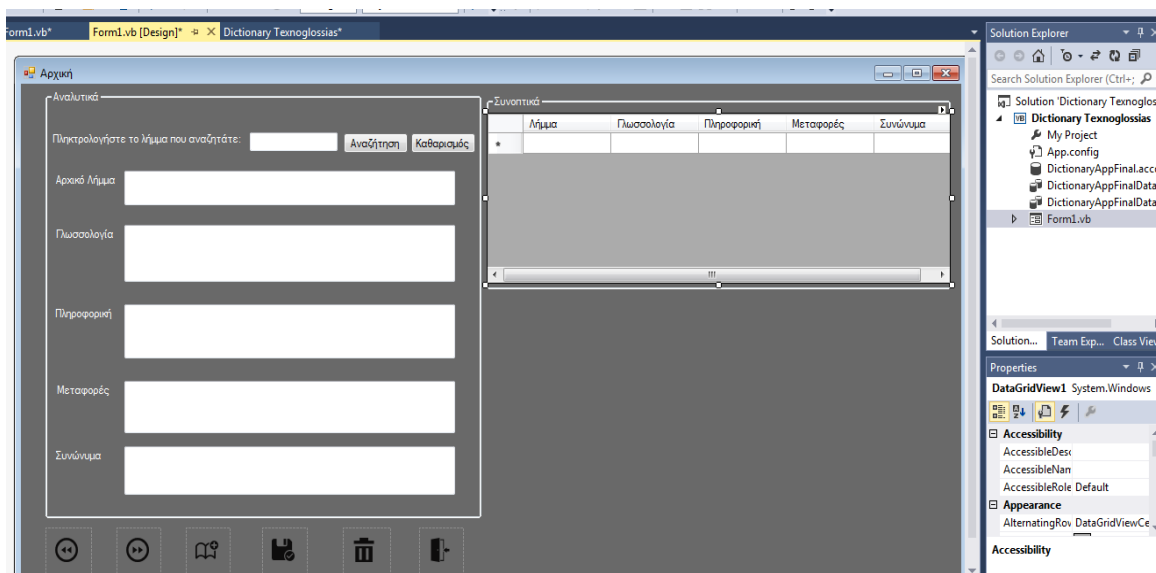 Form1.vb*
Form1.vb [Design]*
Dictionary Texnoglossias*
Αρχική
Αναλυτικά
Πληκτρολογήστε το λήμμα που αναζητάτε:
Αναζήτηση
Καθαρισμός
Αρχικό Λήμμα
Γλωσσολογία
Πληροφορική
Μεταφορές
Συνώνυμα
Συνοπτικά
Λήμμα Γλωσσολογία Πληροφορική Μεταφορές Συνώνυμα
Solution Explorer
Search Solution Explorer (Ctrl+;
Solution 'Dictionary Texnoglos
VB Dictionary Texnoglossias
My Project
App.config
DictionaryAppFinal.acc
DictionaryAppFinalData
DictionaryAppFinalData
Form1.vb
Solution... Team Exp... Class View
Properties
DataGridView1 System.Windows
Accessibility
AccessibleDesc
AccessibleNam
AccessibleRole Default
Appearance
AlternatingRov DataGridViewCe
Accessibility